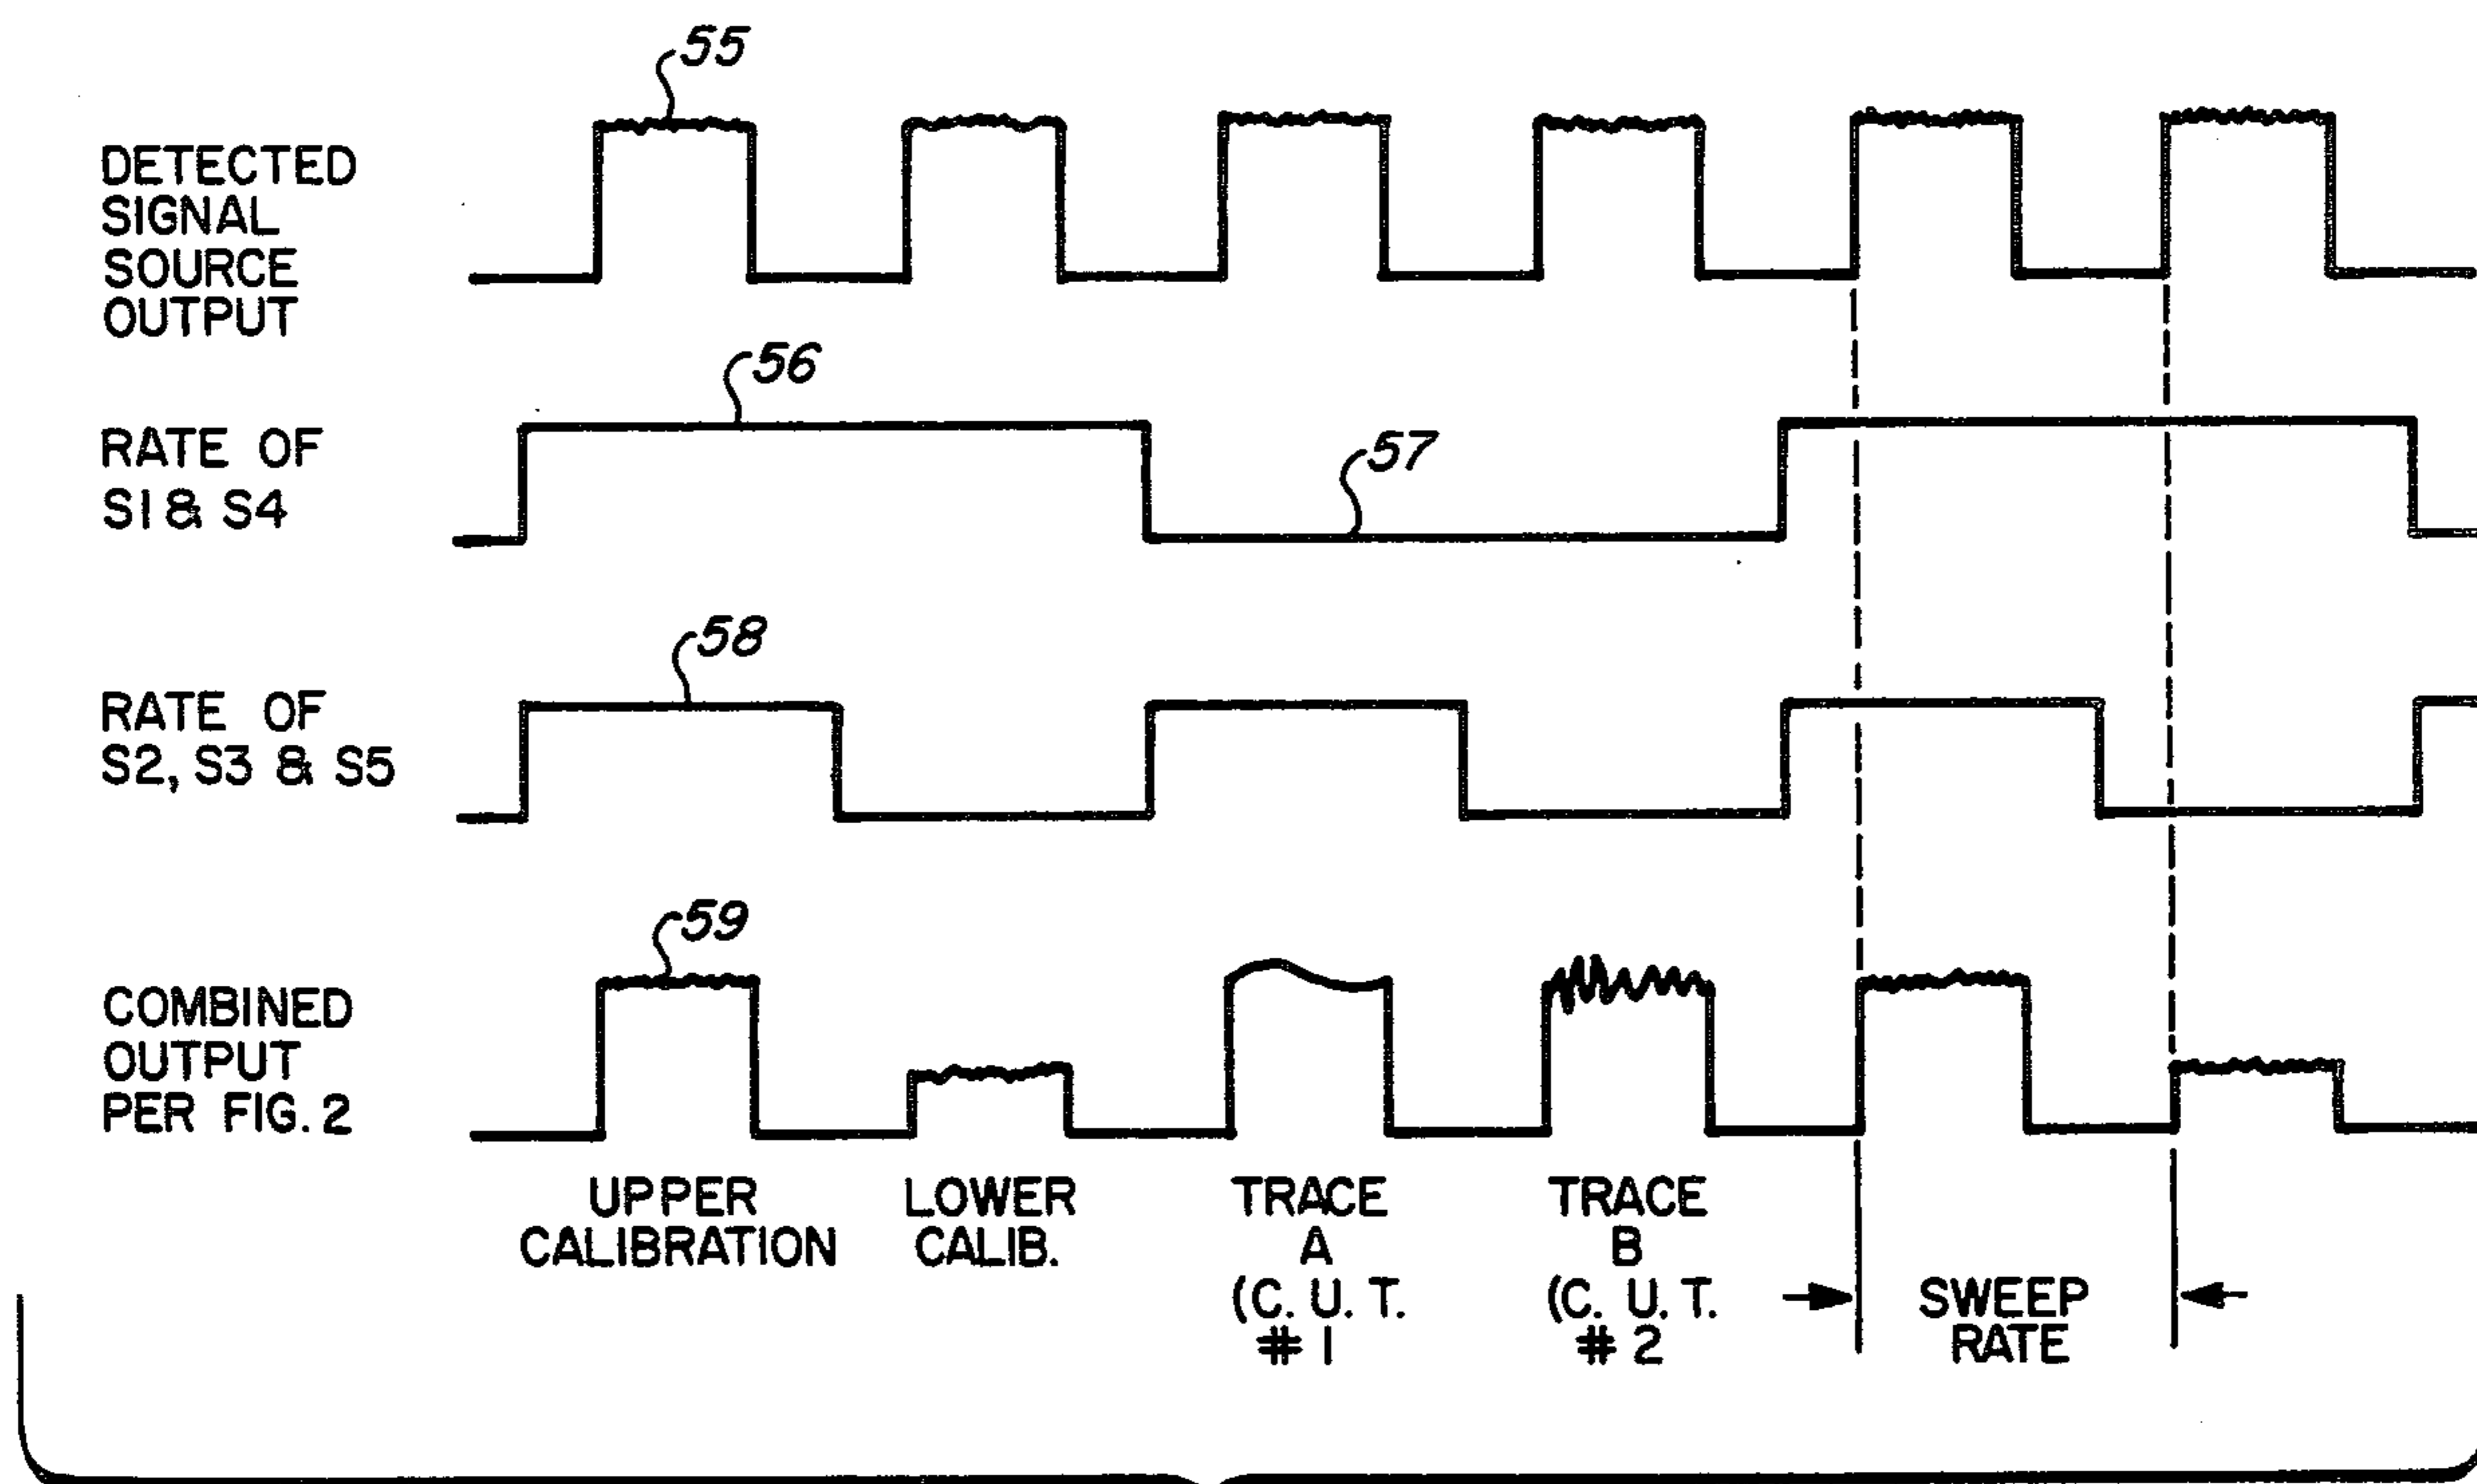 55
DETECTED
SIGNAL
SOURCE
OUTPUT
56
RATE OF
S1 & S4
57
58
RATE OF
S2, S3 & S5
59
COMBINED
OUTPUT
PER FIG. 2
UPPER
CALIBRATION
LOWER
CALIB.
TRACE
A
(C. U. T.
# 1
TRACE
B
(C. U. T.
# 2
SWEEP
RATE